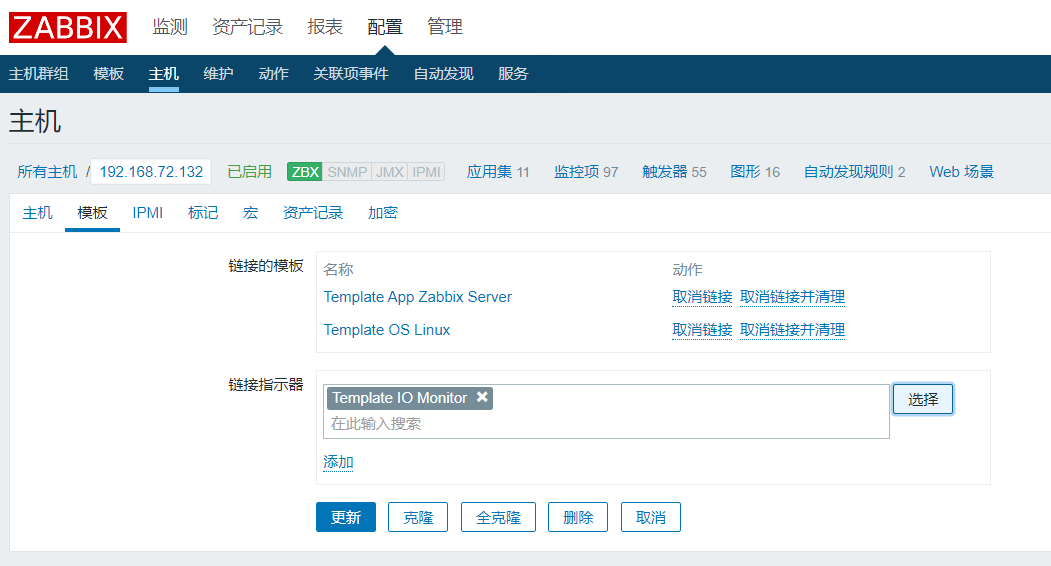 ZABBIX 监测 资产记录 报表 配置 管理
主机群组 模板 主机 维护 动作 关联项事件 自动发现 服务
主机
所有主机 / 192.168.72.132 已启用 ZBX SNMP JMX IPMI 应用集 11 监控项 97 触发器 55 图形 16 自动发现规则 2 Web 场景
主机 模板 IPMI 标记 宏 资产记录 加密
链接的模板 名称 动作
Template App Zabbix Server 取消链接 取消链接并清理
Template OS Linux 取消链接 取消链接并清理
链接指示器 Template IO Monitor ✖ 选择
在此输入搜索
添加
更新 克隆 全克隆 删除 取消